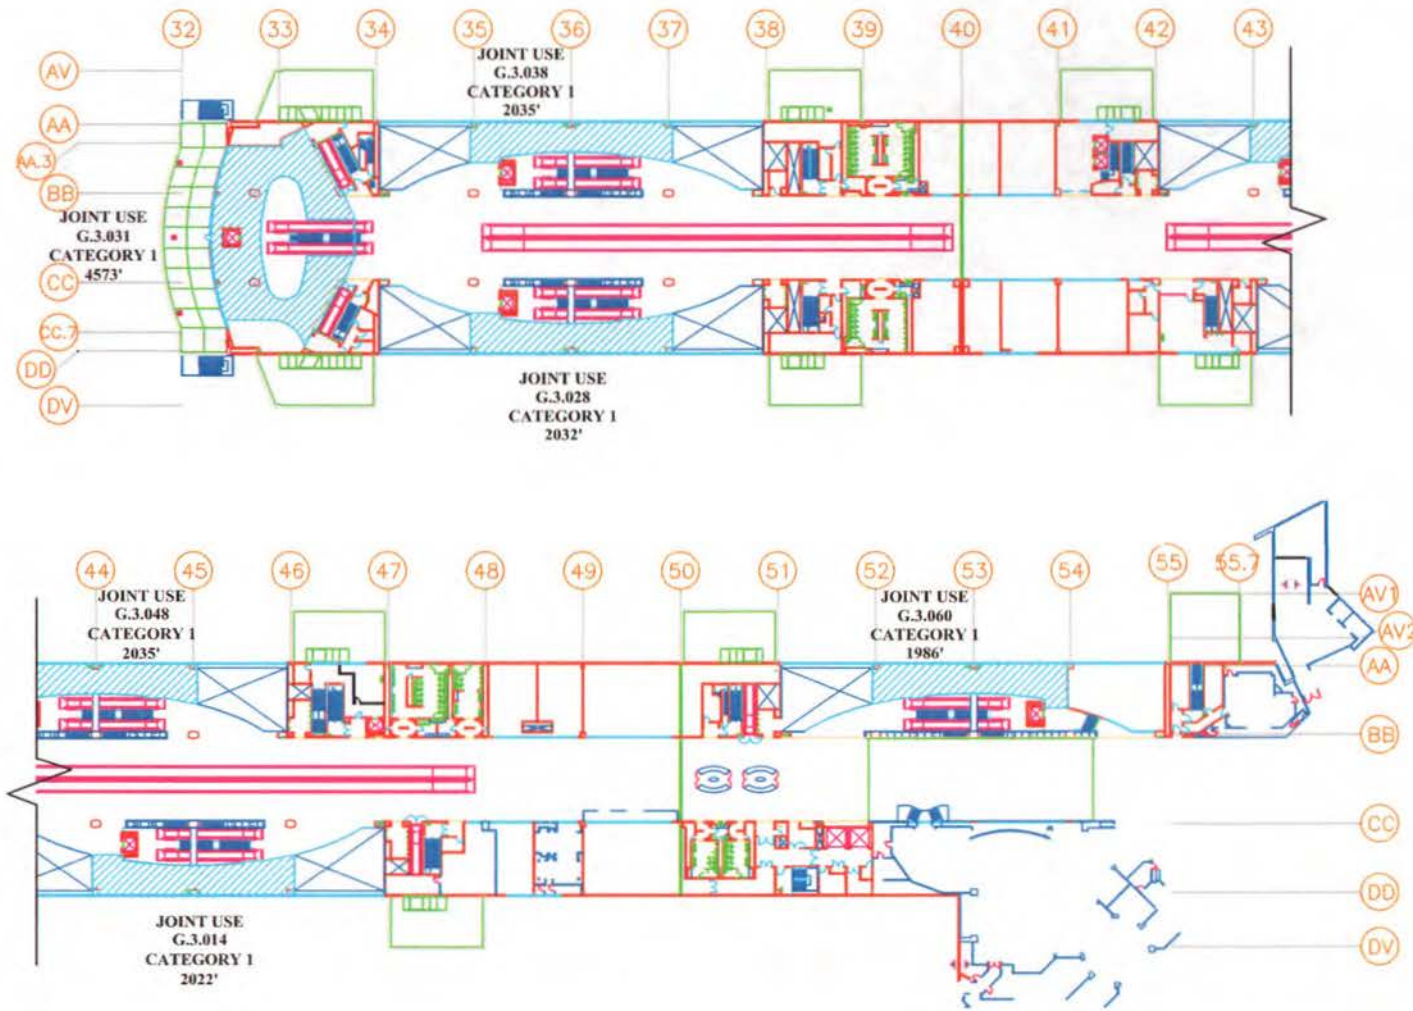 32
33
34
35
36
37
38
39
40
41
42
43
JOINT USE
G.3.038
CATEGORY 1
2035'
AV
AA
AA.3
BB
JOINT USE
G.3.031
CATEGORY 1
4573'
CC
CC.7
DD
DV
JOINT USE
G.3.028
CATEGORY 1
2032'
44
45
46
47
48
49
50
51
52
53
54
55
55.7
JOINT USE
G.3.048
CATEGORY 1
2035'
JOINT USE
G.3.060
CATEGORY 1
1986'
AV1
AV2
AA
BB
CC
DD
DV
JOINT USE
G.3.014
CATEGORY 1
2022'